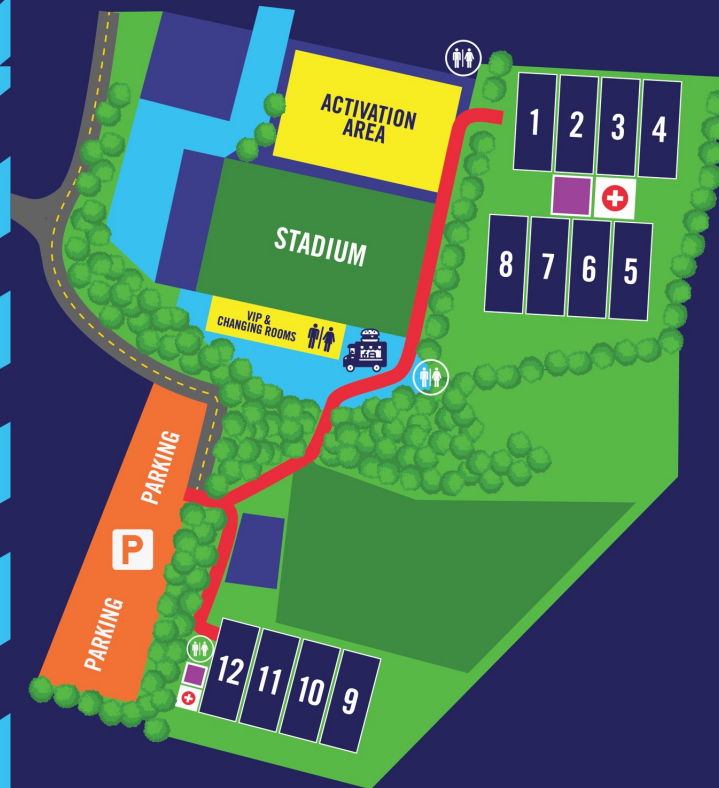 ACTIVATION
AREA
1
2
3
4
STADIUM
8
7
6
5
VIP &
CHANGING ROOMS
PARKING
P
PARKING
12
11
10
9